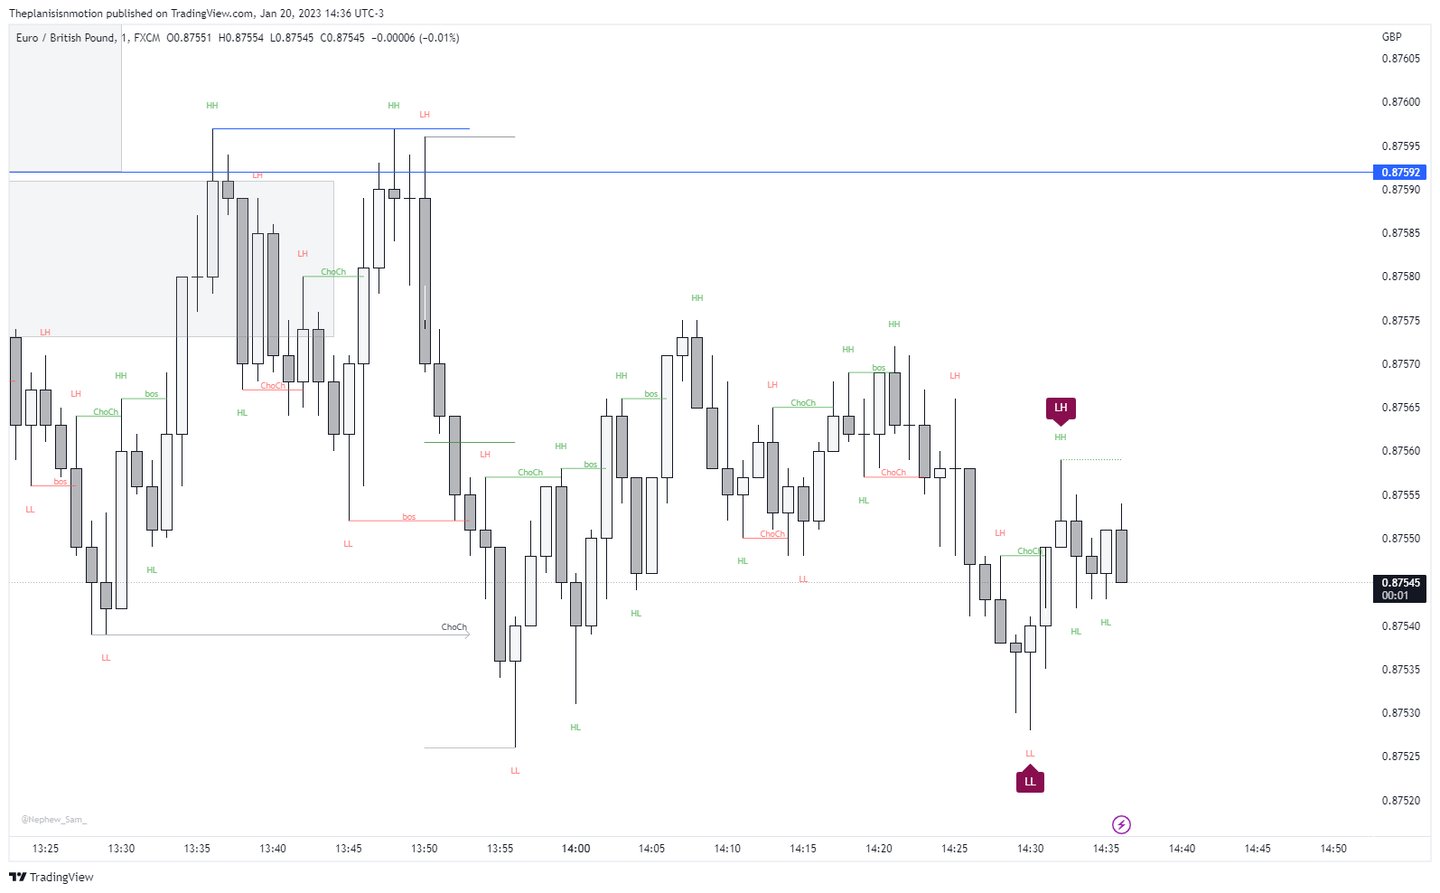 Theplanisisnmotion published on TradingView.com, Jan 20, 2023 14:36 UTC-3
Euro / British Pound, 1, FXCM O0.87551 H0.87554 L0.87545 C0.87545 −0.00006 (−0.01%)
GBP
0.87605
0.87600
0.87595
0.87592
0.87590
0.87585
0.87580
0.87575
0.87570
0.87565
0.87560
0.87555
0.87550
0.87545
00:01
0.87540
0.87535
0.87530
0.87525
0.87520
HH
HH
LH
LH
LH
ChoCh
HH
HH
LH
HH
LH
bos
ChoCh
HL
ChoCh
LH
HH
bos
HH
LH
ChoCh
HH
bos
LH
LH
HH
bos
LL
HL
LL
bos
LH
ChoCh
HH
bos
HL
ChoCh
LL
ChoCh
HL
LH
ChoCh
HL
HL
LL
ChoCh
LL
HL
HL
LL
LL
@Nephew_Sam_
13:25 13:30 13:35 13:40 13:45 13:50 13:55 14:00 14:05 14:10 14:15 14:20 14:25 14:30 14:35 14:40 14:45 14:50
TradingView